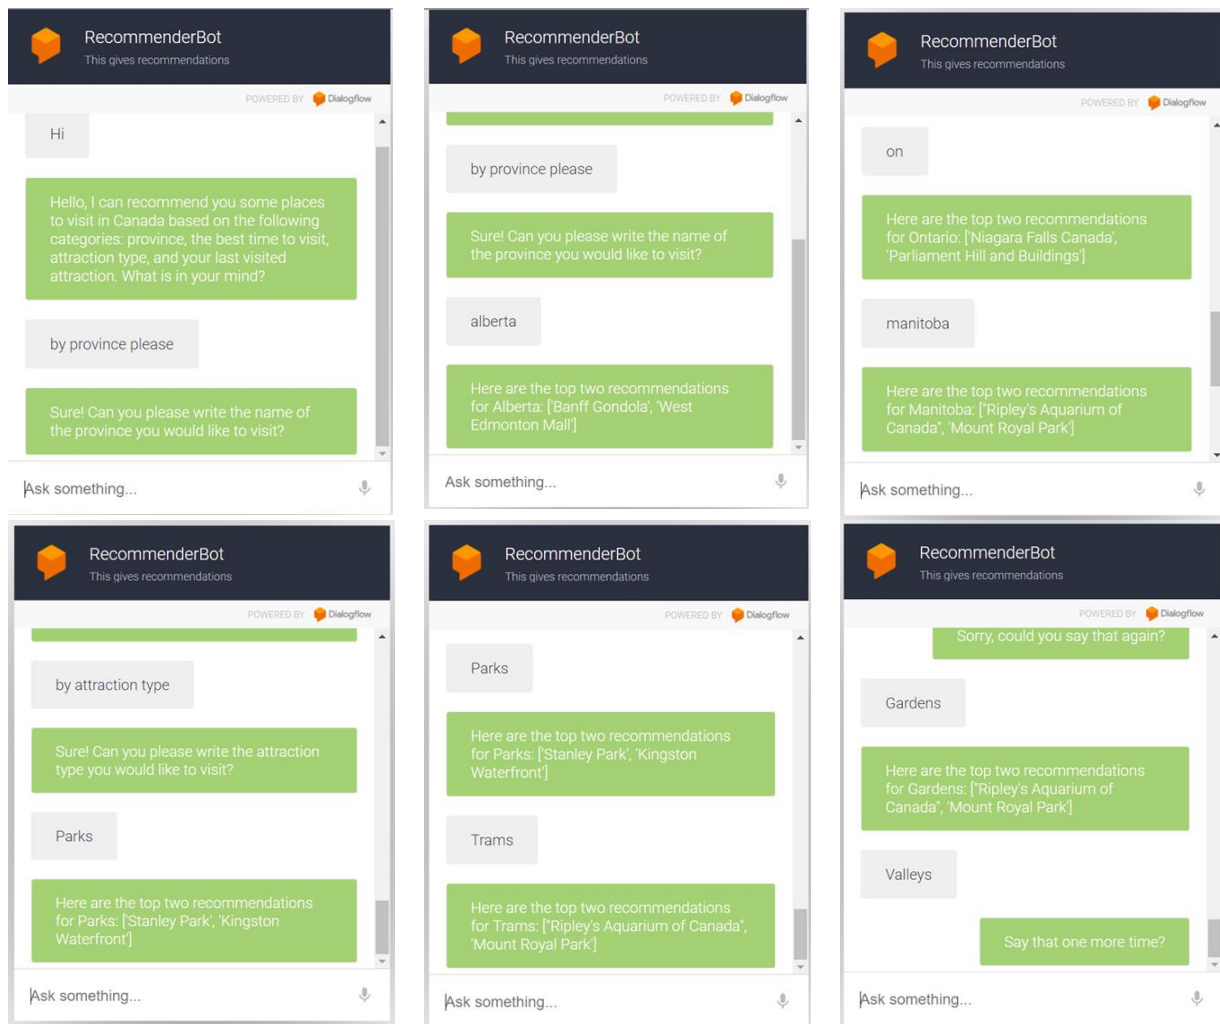 RecommenderBot
This gives recommendations
POWERED BY Dialogflow
Hi
Hello, I can recommend you some places
to visit in Canada based on the following
categories: province, the best time to visit,
attraction type, and your last visited
attraction. What is in your mind?
by province please
Sure! Can you please write the name of
the province you would like to visit?
Ask something...
RecommenderBot
This gives recommendations
POWERED BY Dialogflow
by province please
Sure! Can you please write the name of
the province you would like to visit?
alberta
Here are the top two recommendations
for Alberta: ['Banff Gondola', 'West
Edmonton Mall']
Ask something...
RecommenderBot
This gives recommendations
POWERED BY Dialogflow
on
Here are the top two recommendations
for Ontario: ['Niagara Falls Canada',
'Parliament Hill and Buildings']
manitoba
Here are the top two recommendations
for Manitoba: ["Ripley's Aquarium of
Canada", 'Mount Royal Park']
Ask something...
RecommenderBot
This gives recommendations
POWERED BY Dialogflow
by attraction type
Sure! Can you please write the attraction
type you would like to visit?
Parks
Here are the top two recommendations
for Parks: ['Stanley Park', 'Kingston
Waterfront']
Ask something...
RecommenderBot
This gives recommendations
POWERED BY Dialogflow
Parks
Here are the top two recommendations
for Parks: ['Stanley Park', 'Kingston
Waterfront']
Trams
Here are the top two recommendations
for Trams: ["Ripley's Aquarium of Canada",
'Mount Royal Park']
Ask something...
RecommenderBot
This gives recommendations
POWERED BY Dialogflow
Sorry, could you say that again?
Gardens
Here are the top two recommendations
for Gardens: ["Ripley's Aquarium of
Canada", 'Mount Royal Park']
Valleys
Say that one more time?
Ask something...